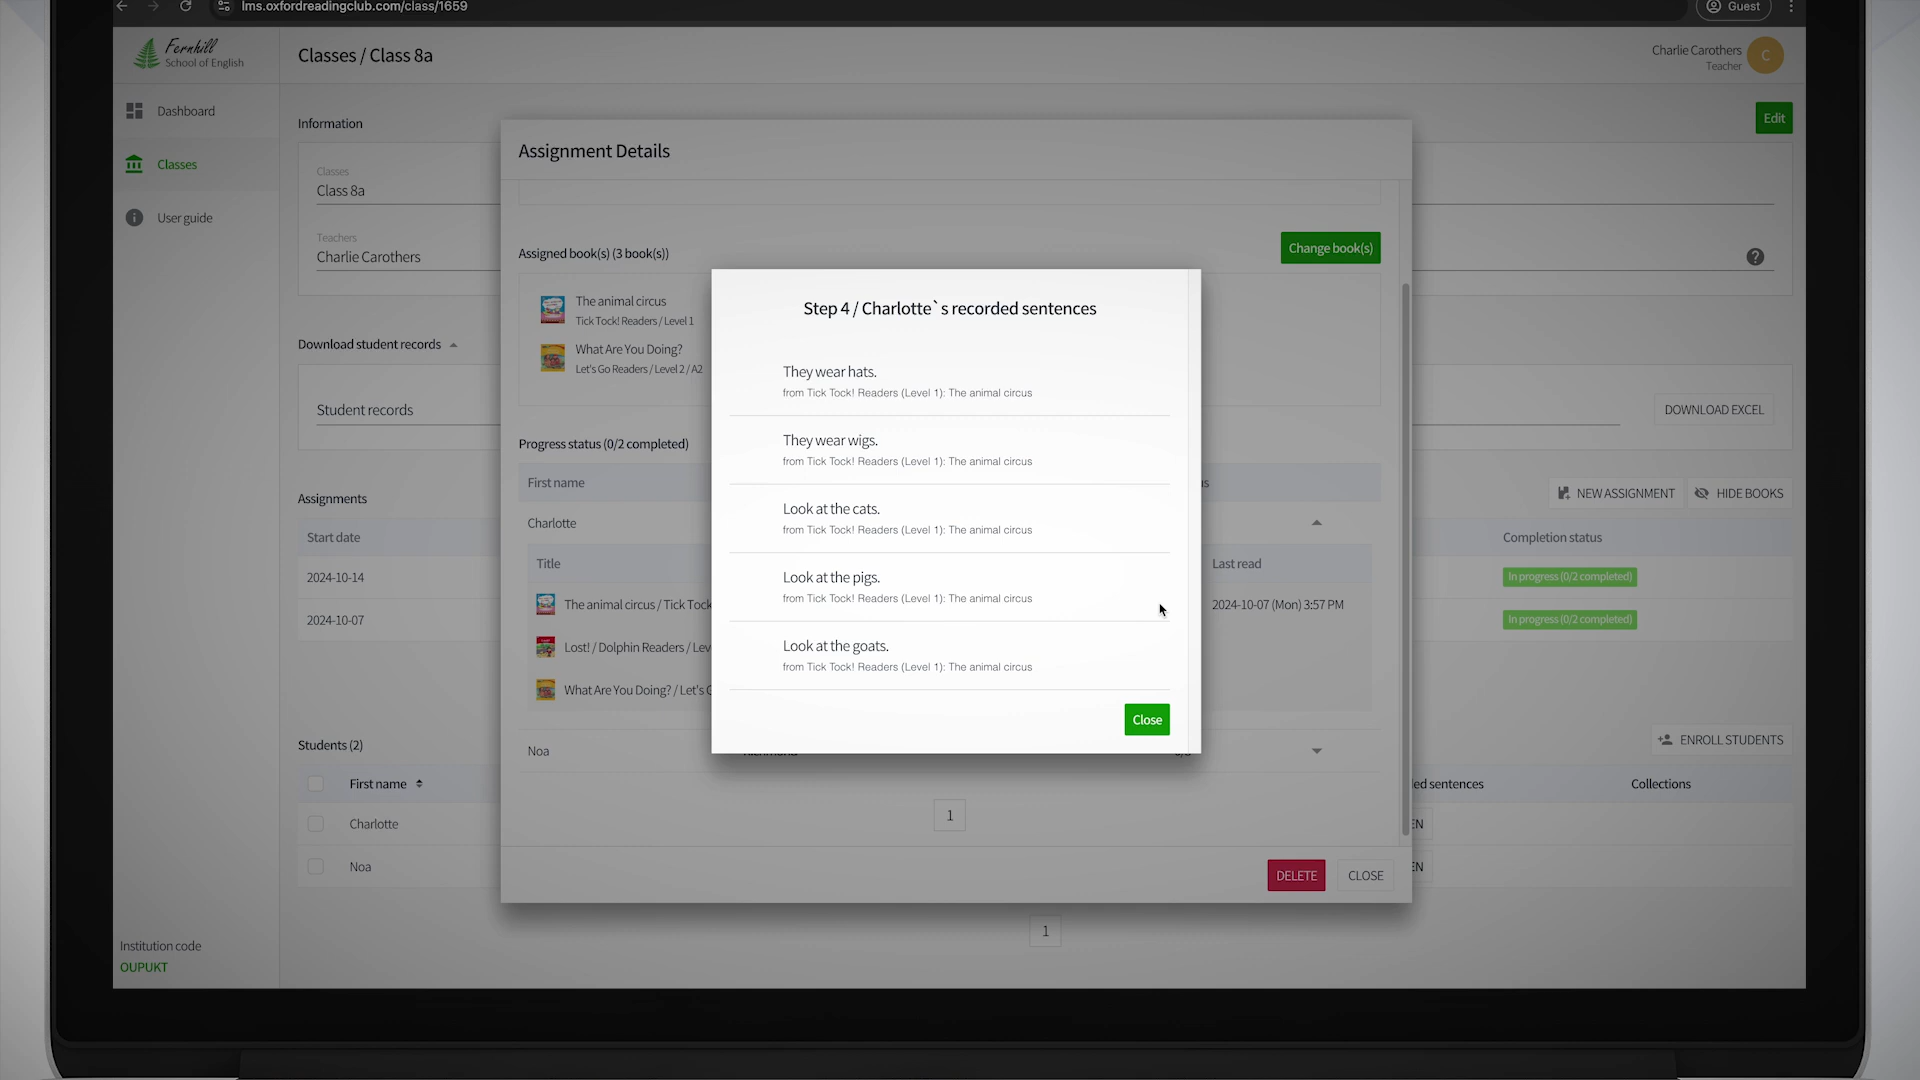 lms.oxfordreadingclub.com/class/1659
Guest
Fernhill
School of English
Classes / Class 8a
Charlie Carothers
Teacher
C
Dashboard
Classes
User guide
Information
Edit
Classes
Class 8a
Teachers
Charlie Carothers
?
Download student records
Student records
DOWNLOAD EXCEL
Assignments
NEW ASSIGNMENT
HIDE BOOKS
Start date
Completion status
2024-10-14
In progress (0/2 completed)
2024-10-07
In progress (0/2 completed)
Students (2)
ENROLL STUDENTS
First name
ed sentences
Collections
Charlotte
EN
Noa
EN
1
Institution code
OUPUKT
Assignment Details
Assigned book(s) (3 book(s))
Change book(s)
The animal circus
Tick Tock! Readers / Level 1
What Are You Doing?
Let's Go Readers / Level 2 / A2
Progress status (0/2 completed)
First name
Charlotte
Title
Last read
The animal circus / Tick Tock
2024-10-07 (Mon) 3:57 PM
Lost! / Dolphin Readers / Lev
What Are You Doing? / Let's G
Noa
1
DELETE
CLOSE
Step 4 / Charlotte`s recorded sentences
They wear hats.
from Tick Tock! Readers (Level 1): The animal circus
They wear wigs.
from Tick Tock! Readers (Level 1): The animal circus
Look at the cats.
from Tick Tock! Readers (Level 1): The animal circus
Look at the pigs.
from Tick Tock! Readers (Level 1): The animal circus
Look at the goats.
from Tick Tock! Readers (Level 1): The animal circus
Close